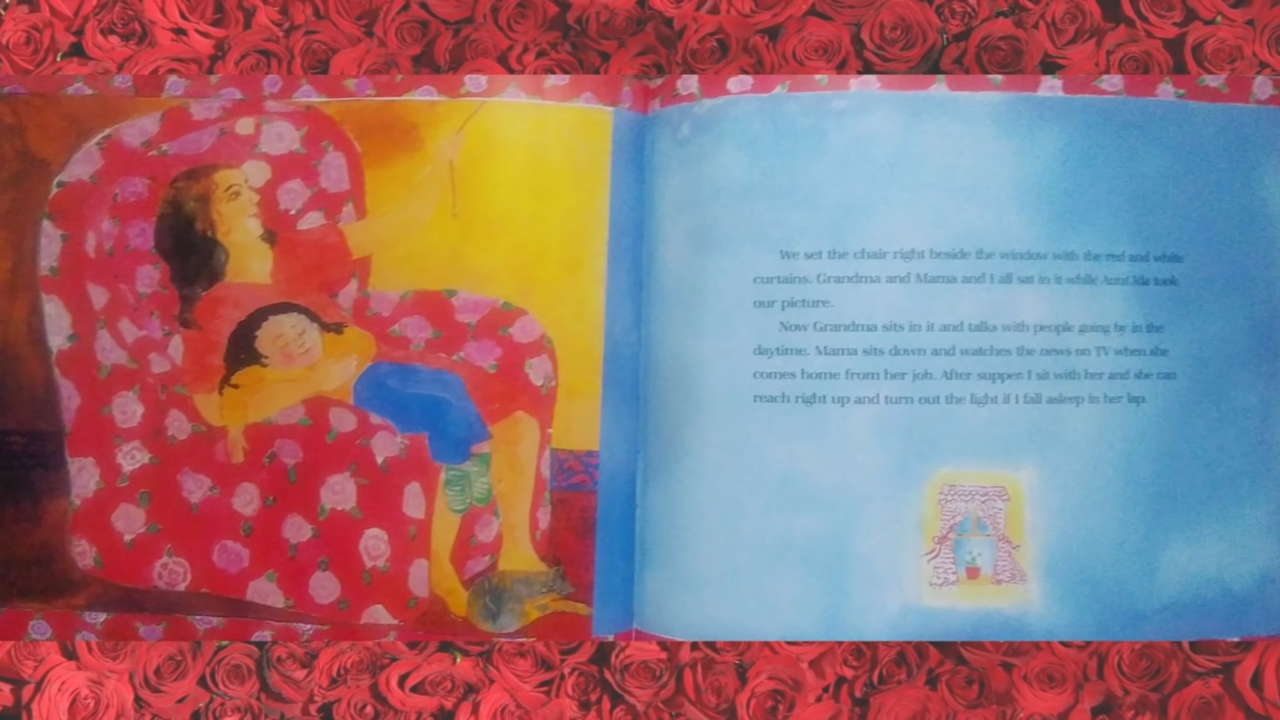 We set the chair right beside the window with the red and white
curtains. Grandma and Mama and I all sat in it while Aunt Ida took
our picture.
Now Grandma sits in it and talks with people going by in the
daytime. Mama sits down and watches the news on TV when she
comes home from her job. After supper I sit with her and she can
reach right up and turn out the light if I fall asleep in her lap.